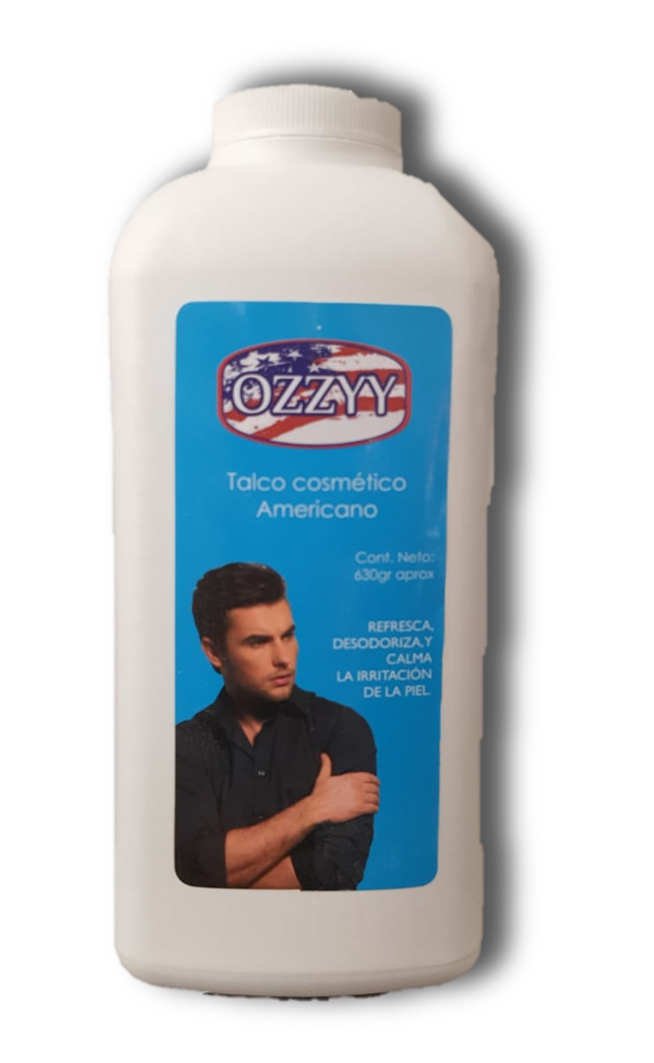 OZZYY
Talco cosmético
Americano
Cont. Neto:
630gr aprox
REFRESCA,
DESODORIZA,Y
CALMA
LA IRRITACIÓN
DE LA PIEL.